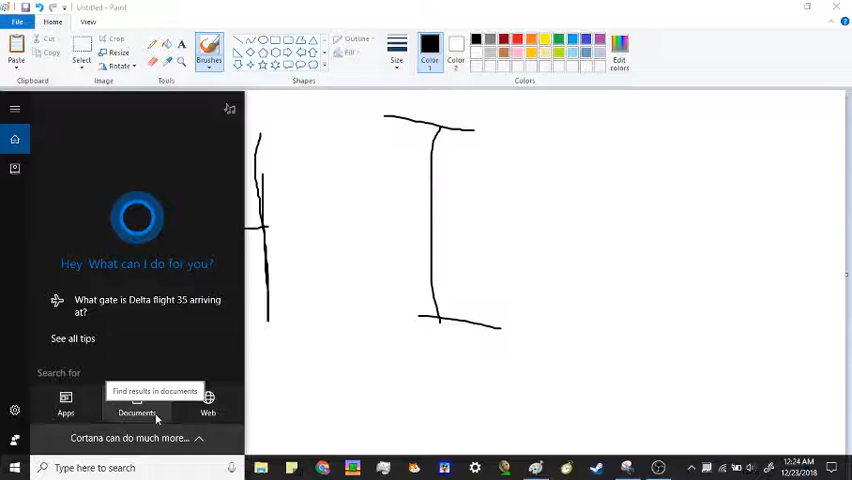 Untitled - Paint
File Home View
Paste
Cut
Copy
Clipboard
Select
Crop
Resize
Rotate
Image
A
Tools
Brushes
Outline
Fill
Shapes
Size
Color 1
Color 2
Edit colors
Colors
I
Hey What can I do for you?
What gate is Delta flight 35 arriving
at?
See all tips
Search for
Find results in documents
Apps Documents Web
Cortana can do much more...
Type here to search
12:24 AM
12/23/2018